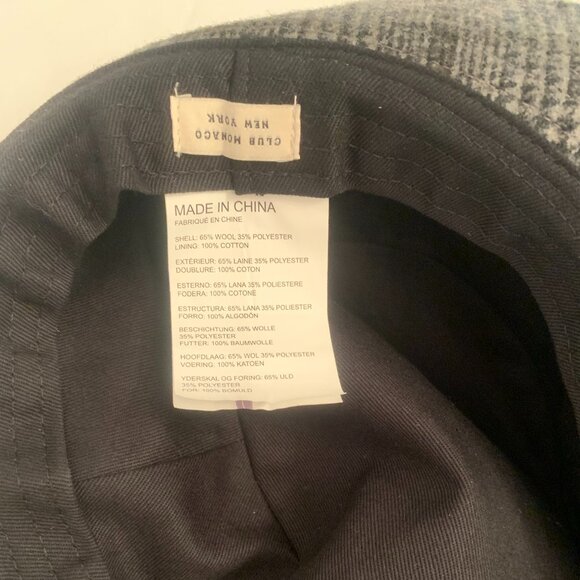 CLUB MONACO
NEW YORK
MADE IN CHINA
FABRIQUÉ EN CHINE
SHELL: 65% WOOL 35% POLYESTER
LINING: 100% COTTON
EXTÉRIEUR: 65% LAINE 35% POLYESTER
DOUBLURE: 100% COTON
ESTERNO: 65% LANA 35% POLIESTERE
FODERA: 100% COTONE
ESTRUCTURA: 65% LANA 35% POLIESTER
FORRO: 100% ALGODÓN
BESCHICHTUNG: 65% WOLLE
35% POLYESTER
FUTTER: 100% BAUMWOLLE
HOOFDLAAG: 65% WOL 35% POLYESTER
VOERING: 100% KATOEN
YDERSKAL OG FORING: 65% ULD
35% POLYESTER
FOR: 100% BOMULD